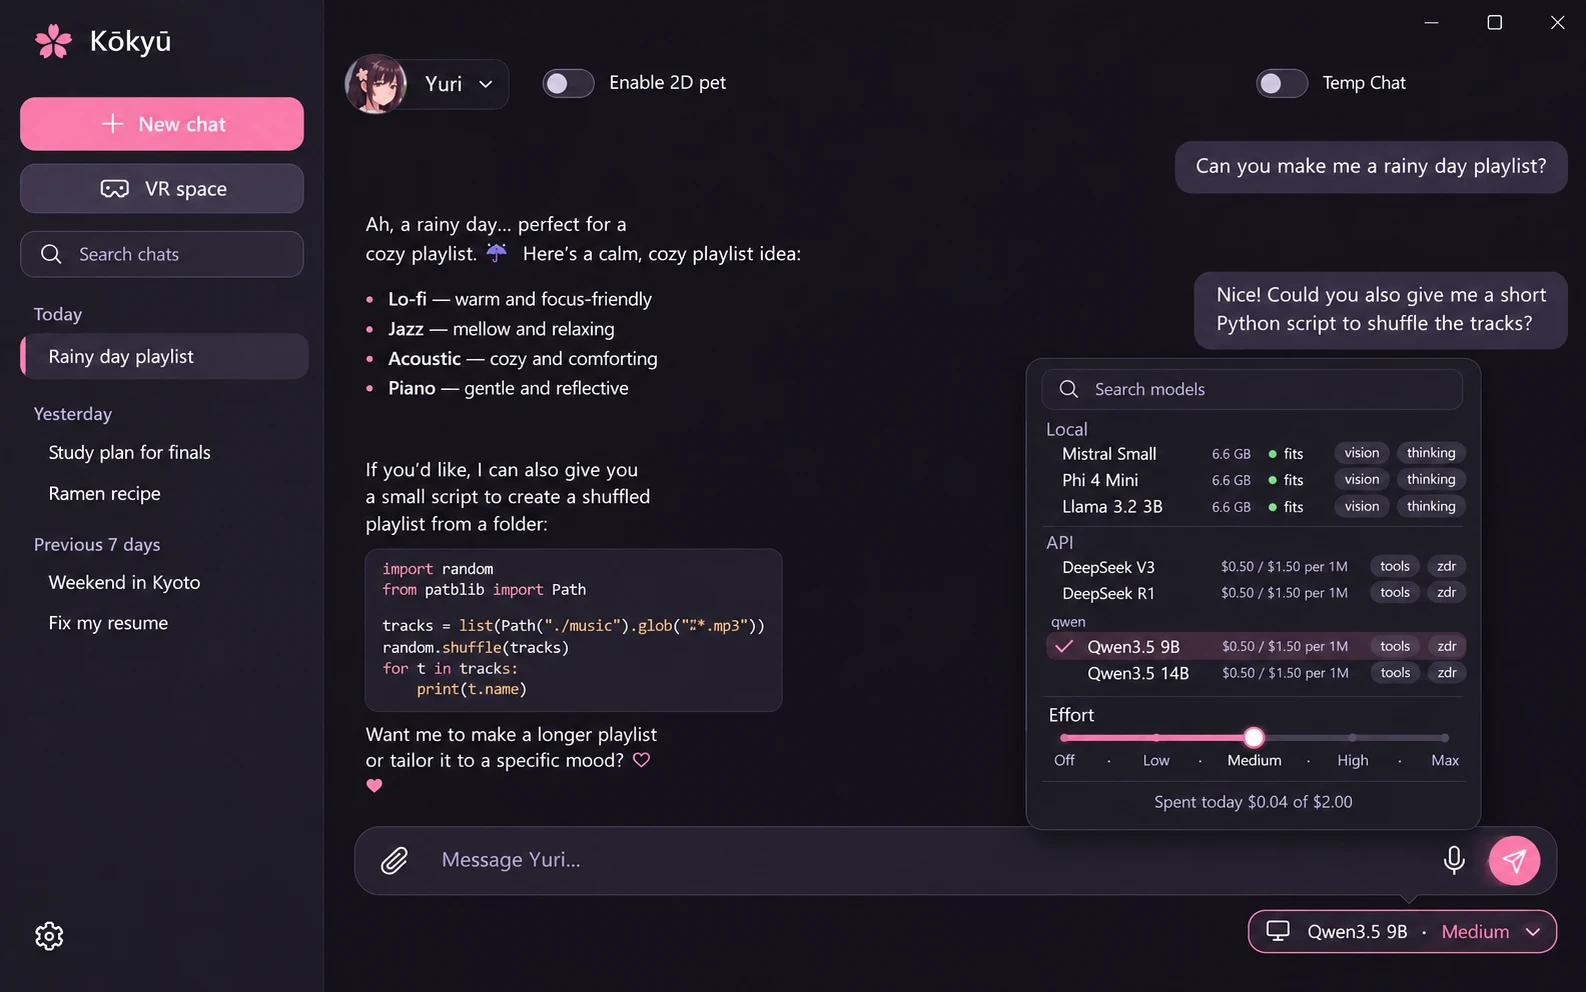 Kōkyū
New chat
VR space
Search chats
Today
Rainy day playlist
Yesterday
Study plan for finals
Ramen recipe
Previous 7 days
Weekend in Kyoto
Fix my resume
Yuri
Enable 2D pet
Temp Chat
Can you make me a rainy day playlist?
Ah, a rainy day... perfect for a
cozy playlist. ☔ Here's a calm, cozy playlist idea:
• Lo-fi — warm and focus-friendly
• Jazz — mellow and relaxing
• Acoustic — cozy and comforting
• Piano — gentle and reflective
Nice! Could you also give me a short
Python script to shuffle the tracks?
If you'd like, I can also give you
a small script to create a shuffled
playlist from a folder:
import random
from patblib import Path
tracks = list(Path("./music").glob("*.mp3"))
random.shuffle(tracks)
for t in tracks:
print(t.name)
Want me to make a longer playlist
or tailor it to a specific mood? ♡
♥
Search models
Local
Mistral Small 6.6 GB fits vision thinking
Phi 4 Mini 6.6 GB fits vision thinking
Llama 3.2 3B 6.6 GB fits vision thinking
API
DeepSeek V3 $0.50 / $1.50 per 1M tools zdr
DeepSeek R1 $0.50 / $1.50 per 1M tools zdr
qwen
Qwen3.5 9B $0.50 / $1.50 per 1M tools zdr
Qwen3.5 14B $0.50 / $1.50 per 1M tools zdr
Effort
Off · Low · Medium · High · Max
Spent today $0.04 of $2.00
Message Yuri...
Qwen3.5 9B · Medium